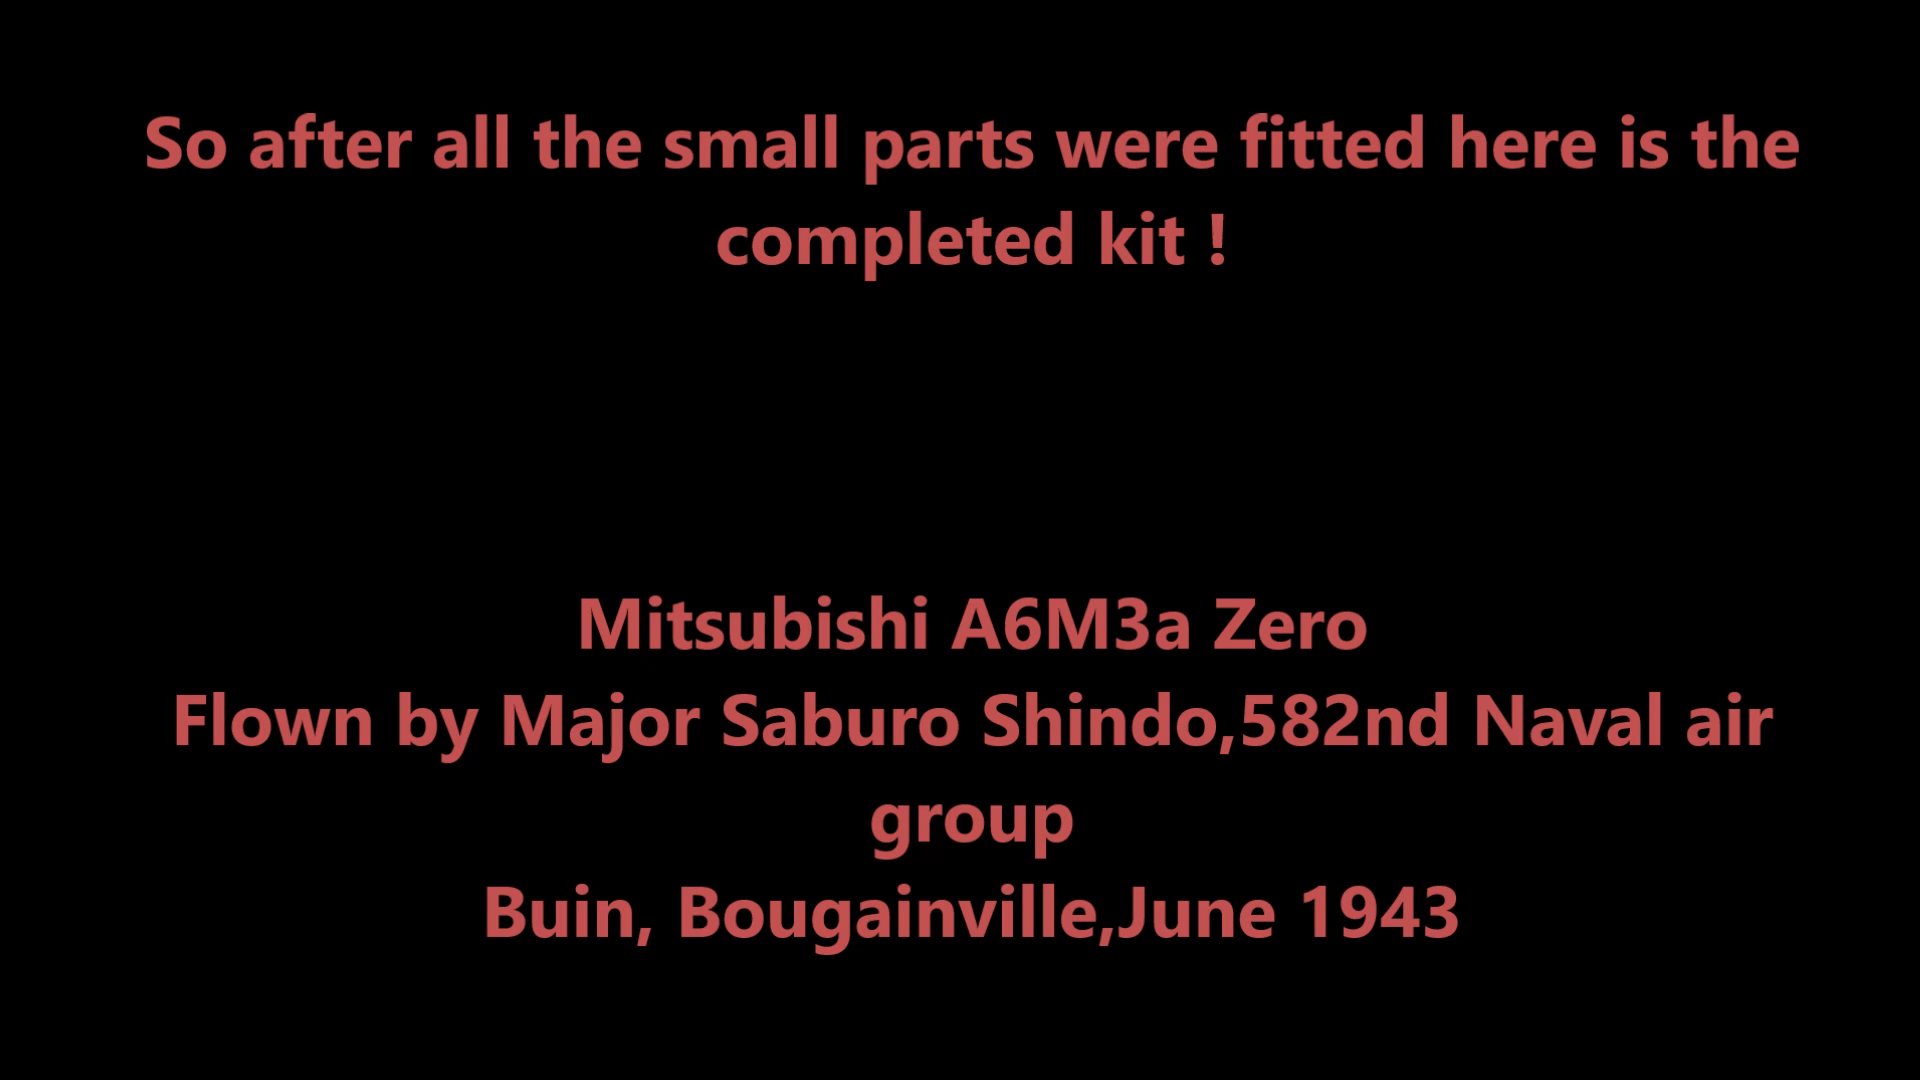 So after all the small parts were fitted here is the
completed kit !
Mitsubishi A6M3a Zero
Flown by Major Saburo Shindo,582nd Naval air
group
Buin, Bougainville,June 1943